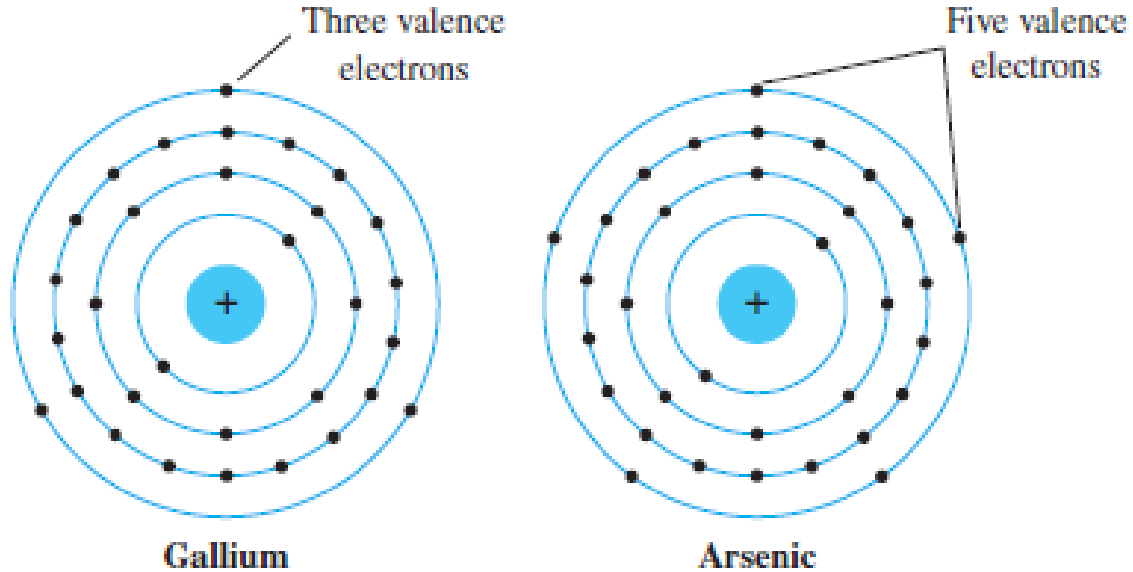 Three valence
electrons
Five valence
electrons
+
+
Gallium
Arsenic